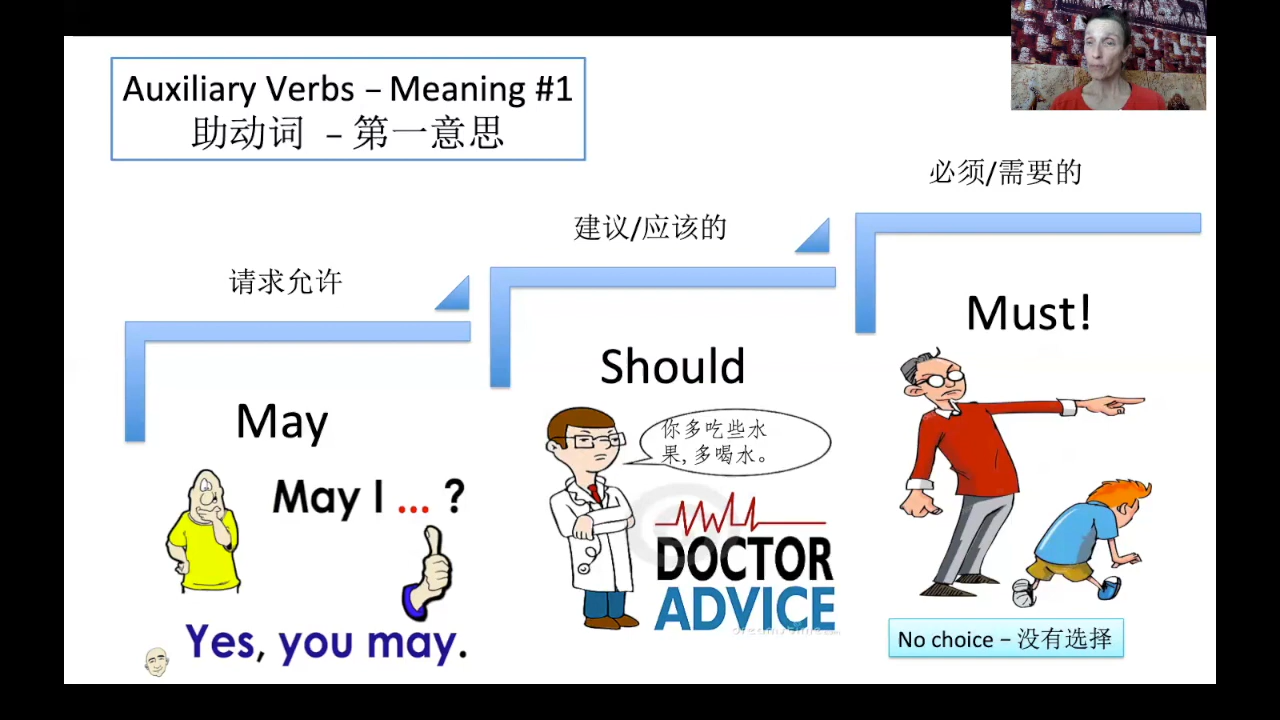 Auxiliary Verbs – Meaning #1
助动词 – 第一意思
必须/需要的
建议/应该的
请求允许
Must!
Should
May
你多吃些水
果,多喝水。
May I ... ?
DOCTOR
ADVICE
Yes, you may.
No choice – 没有选择